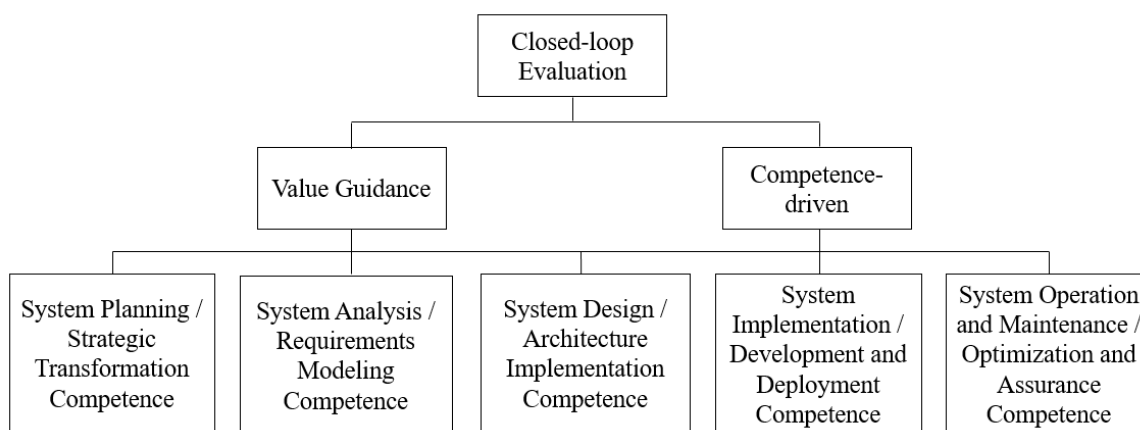 Closed-loop
Evaluation
Value Guidance
Competence-
driven
System Planning /
Strategic
Transformation
Competence
System Analysis /
Requirements
Modeling
Competence
System Design /
Architecture
Implementation
Competence
System
Implementation /
Development and
Deployment
Competence
System Operation
and Maintenance /
Optimization and
Assurance
Competence